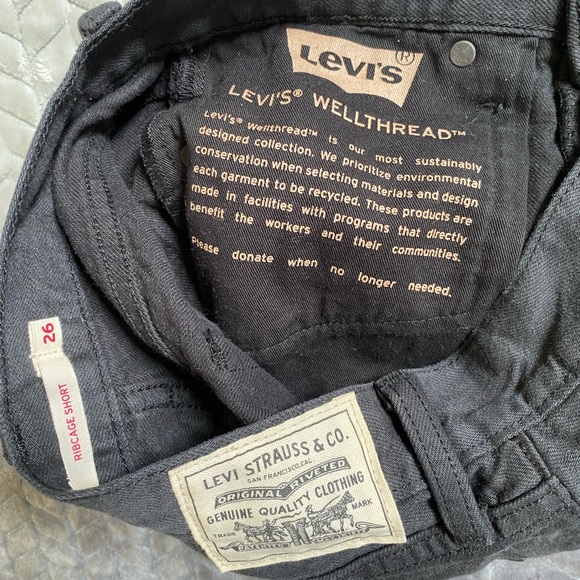 Levi's®
LEVI'S® WELLTHREAD™
Levi's® Wellthread™ is our most sustainably
designed collection. We prioritize environmental
conservation when selecting materials and design
each garment to be recycled. These products are
made in facilities with programs that directly
benefit the workers and their communities.
Please donate when no longer needed.
26
RIBCAGE SHORT
LEVI STRAUSS & CO.
SAN FRANCISCO, CAL.
ORIGINAL RIVETED
GENUINE QUALITY CLOTHING
TRADE MARK